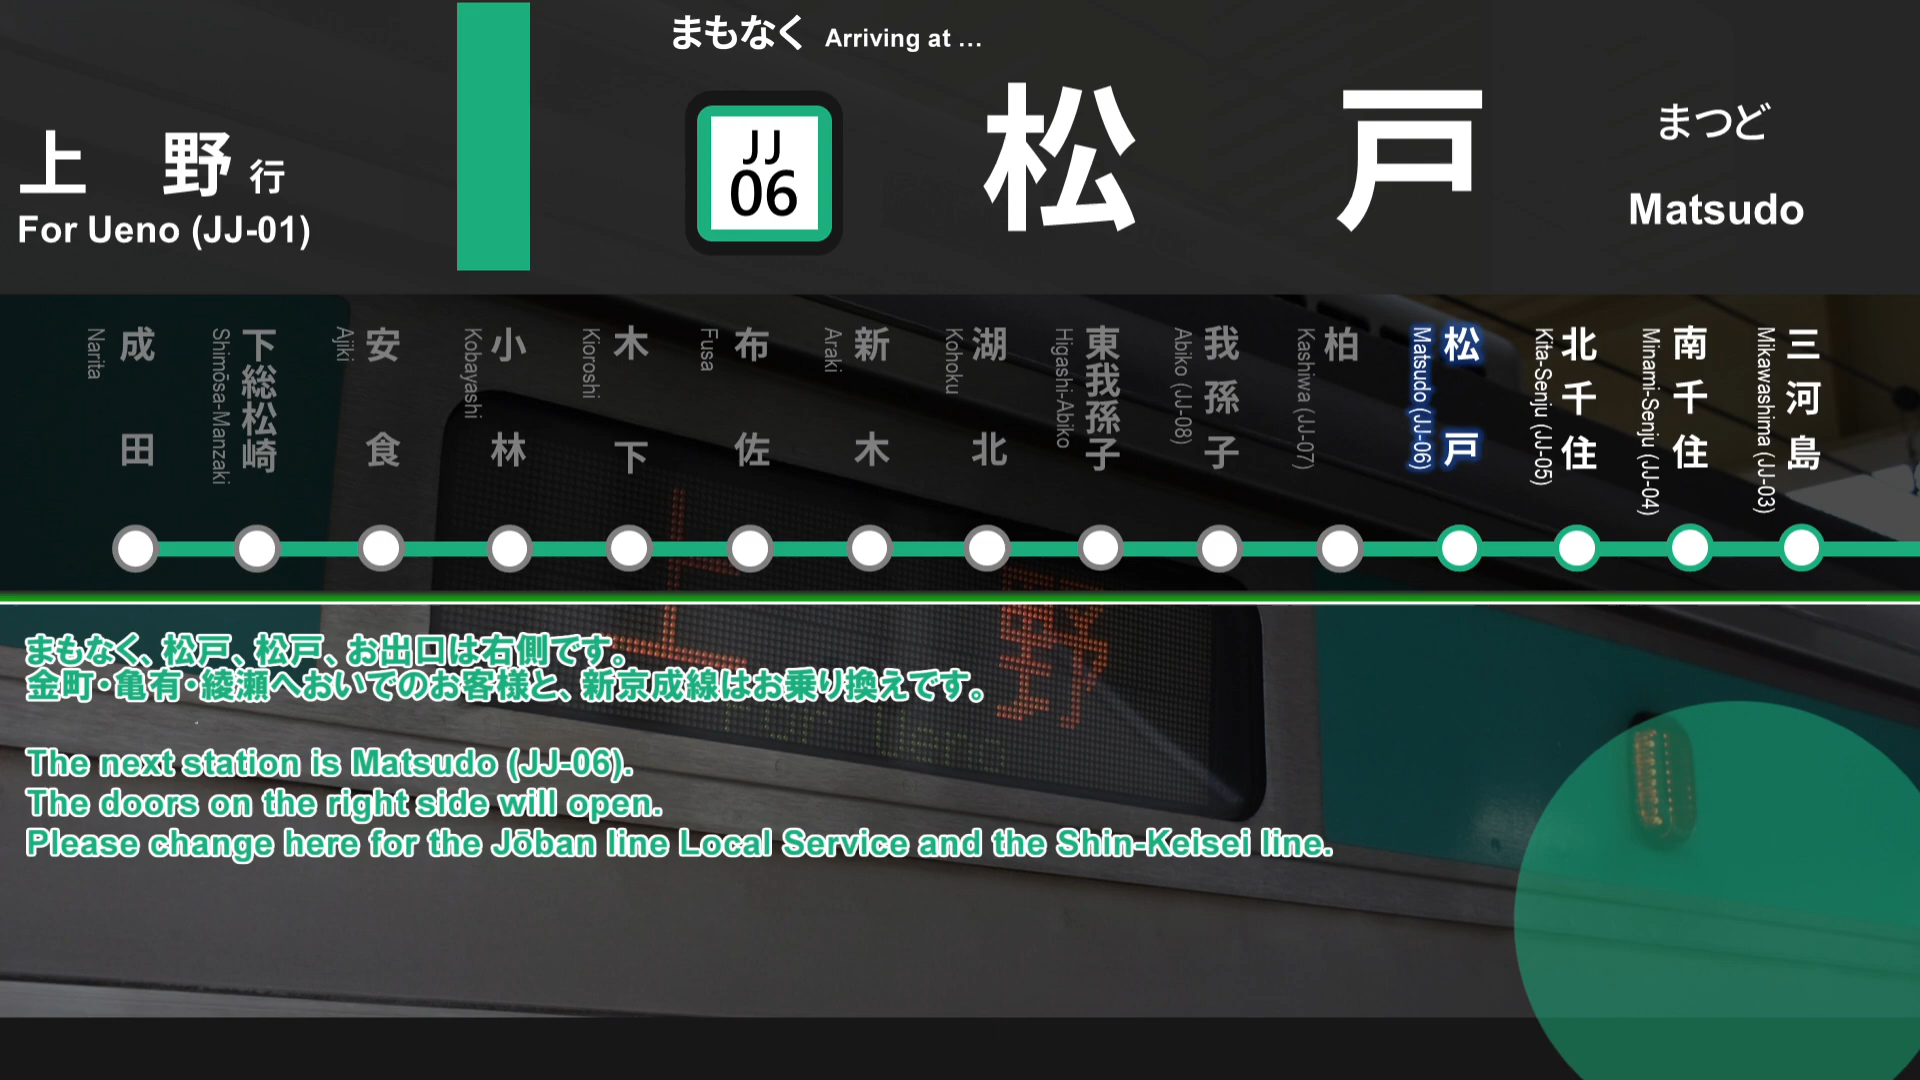 まもなく Arriving at ...
上野行
For Ueno (JJ-01)
JJ
06
松戸
まつど
Matsudo
成田
Narita
下総松崎
Shimōsa-Manzaki
安食
Ajiki
小林
Kobayashi
木下
Kioroshi
布佐
Fusa
新木
Araki
湖北
Kohoku
東我孫子
Higashi-Abiko
我孫子
Abiko (JJ-08)
柏
Kashiwa (JJ-07)
松戸
Matsudo (JJ-06)
北千住
Kita-Senju (JJ-05)
南千住
Minami-Senju (JJ-04)
三河島
Mikawashima (JJ-03)
上野
まもなく、松戸、松戸、お出口は右側です。
金町・亀有・綾瀬へおいでのお客様と、新京成線はお乗り換えです。
The next station is Matsudo (JJ-06).
The doors on the right side will open.
Please change here for the Jōban line Local Service and the Shin-Keisei line.